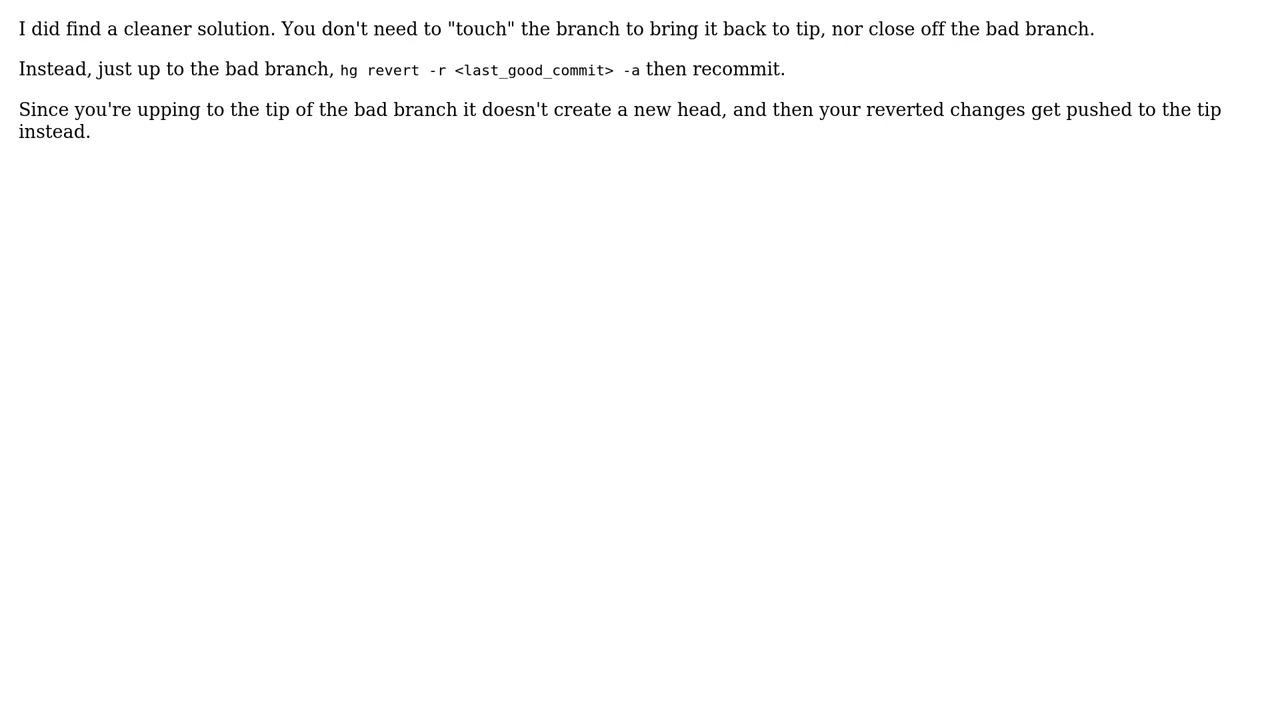 I did find a cleaner solution. You don't need to "touch" the branch to bring it back to tip, nor close off the bad branch.
Instead, just up to the bad branch, hg revert -r <last_good_commit> -a then recommit.
Since you're upping to the tip of the bad branch it doesn't create a new head, and then your reverted changes get pushed to the tip
instead.